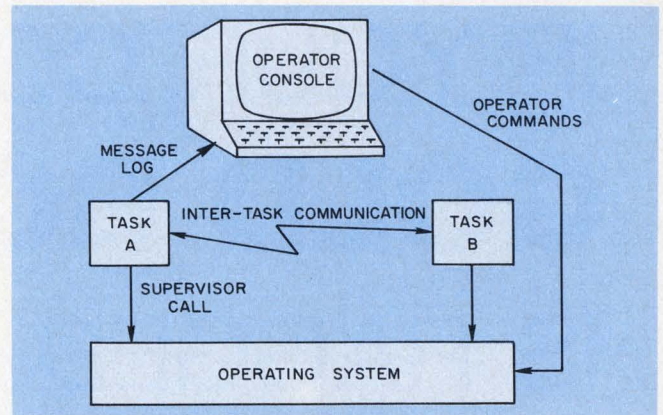 OPERATOR
CONSOLE
OPERATOR
COMMANDS
MESSAGE
LOG
TASK
A
INTER-TASK COMMUNICATION
TASK
B
SUPERVISOR
CALL
OPERATING SYSTEM